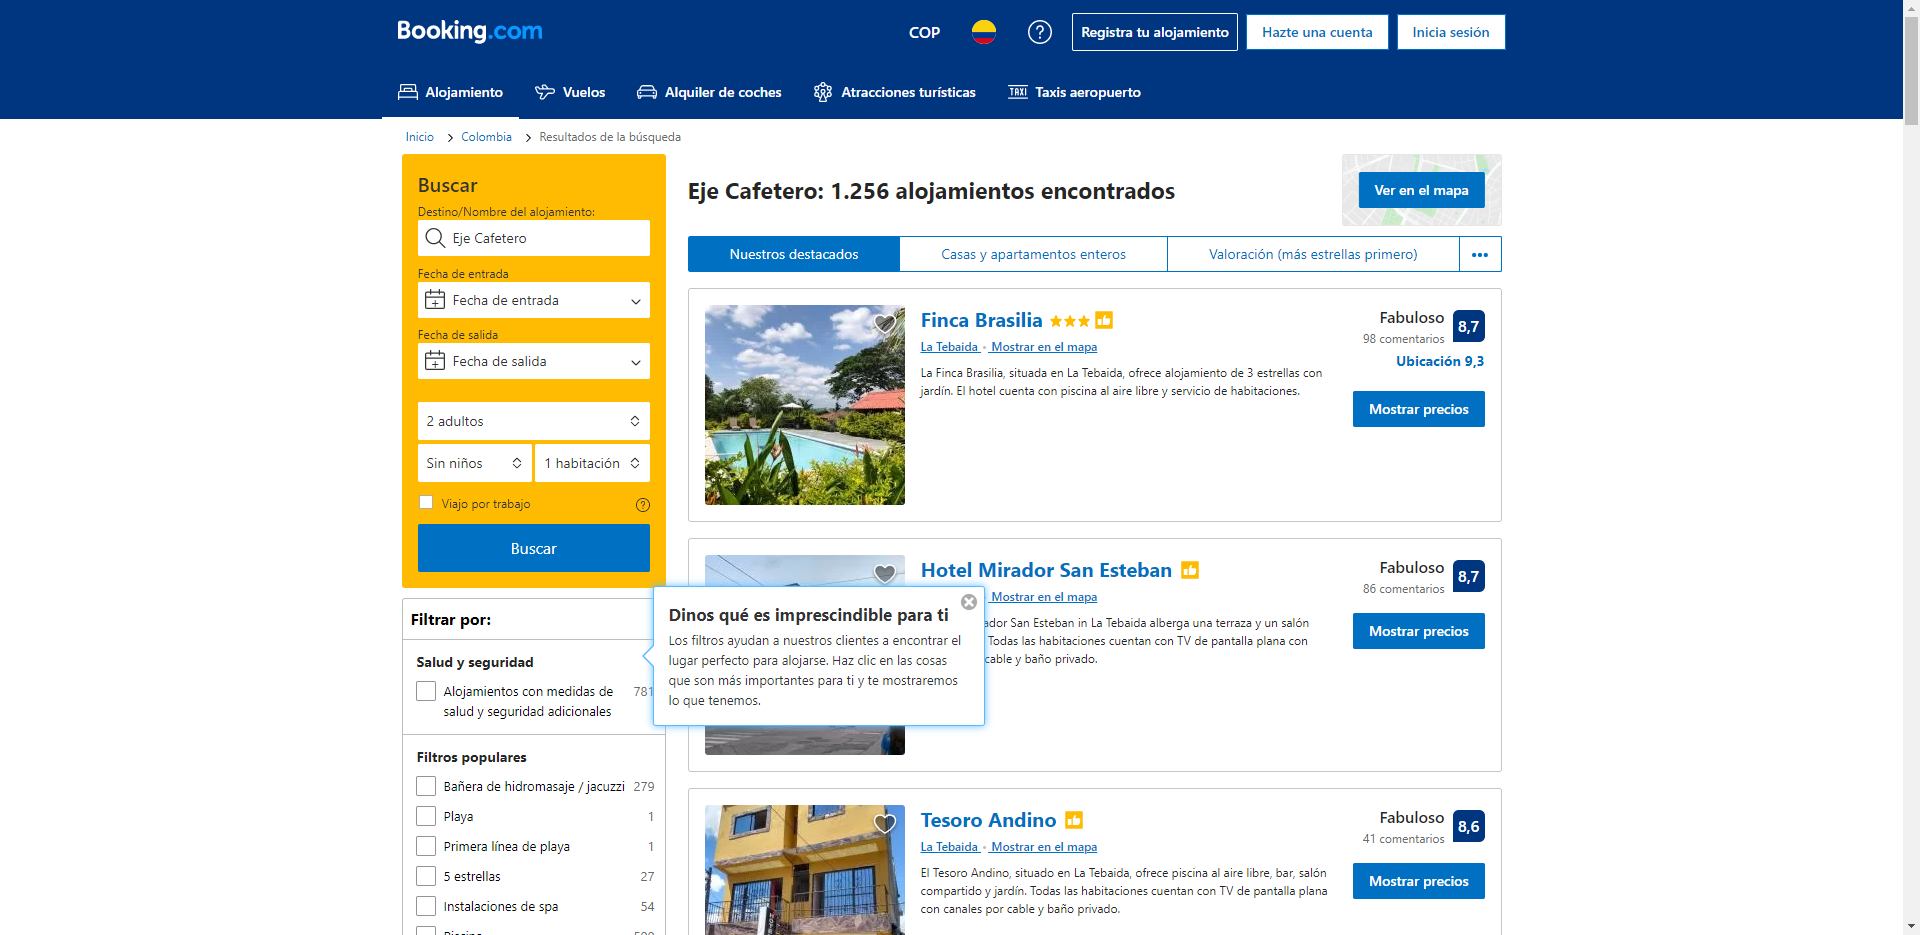 Booking.com
COP
Registra tu alojamiento
Hazte una cuenta
Inicia sesión
Alojamiento
Vuelos
Alquiler de coches
Atracciones turísticas
TAXI
Taxis aeropuerto
Inicio
Colombia
Resultados de la búsqueda
Buscar
Destino/Nombre del alojamiento:
Eje Cafetero
Fecha de entrada
Fecha de entrada
Fecha de salida
Fecha de salida
2 adultos
Sin niños
1 habitación
Viajo por trabajo
Buscar
Filtrar por:
Salud y seguridad
Alojamientos con medidas de 781
salud y seguridad adicionales
Filtros populares
Bañera de hidromasaje / jacuzzi 279
Playa 1
Primera línea de playa 1
5 estrellas 27
Instalaciones de spa 54
Eje Cafetero: 1.256 alojamientos encontrados
Ver en el mapa
Nuestros destacados
Casas y apartamentos enteros
Valoración (más estrellas primero)
Finca Brasilia
La Tebaida • Mostrar en el mapa
La Finca Brasilia, situada en La Tebaida, ofrece alojamiento de 3 estrellas con
jardín. El hotel cuenta con piscina al aire libre y servicio de habitaciones.
Fabuloso 8,7
98 comentarios
Ubicación 9,3
Mostrar precios
Hotel Mirador San Esteban
Mostrar en el mapa
ador San Esteban in La Tebaida alberga una terraza y un salón
Todas las habitaciones cuentan con TV de pantalla plana con
cable y baño privado.
Fabuloso 8,7
86 comentarios
Mostrar precios
Dinos qué es imprescindible para ti
Los filtros ayudan a nuestros clientes a encontrar el
lugar perfecto para alojarse. Haz clic en las cosas
que son más importantes para ti y te mostraremos
lo que tenemos.
Tesoro Andino
La Tebaida • Mostrar en el mapa
El Tesoro Andino, situado en La Tebaida, ofrece piscina al aire libre, bar, salón
compartido y jardín. Todas las habitaciones cuentan con TV de pantalla plana
con canales por cable y baño privado.
Fabuloso 8,6
41 comentarios
Mostrar precios